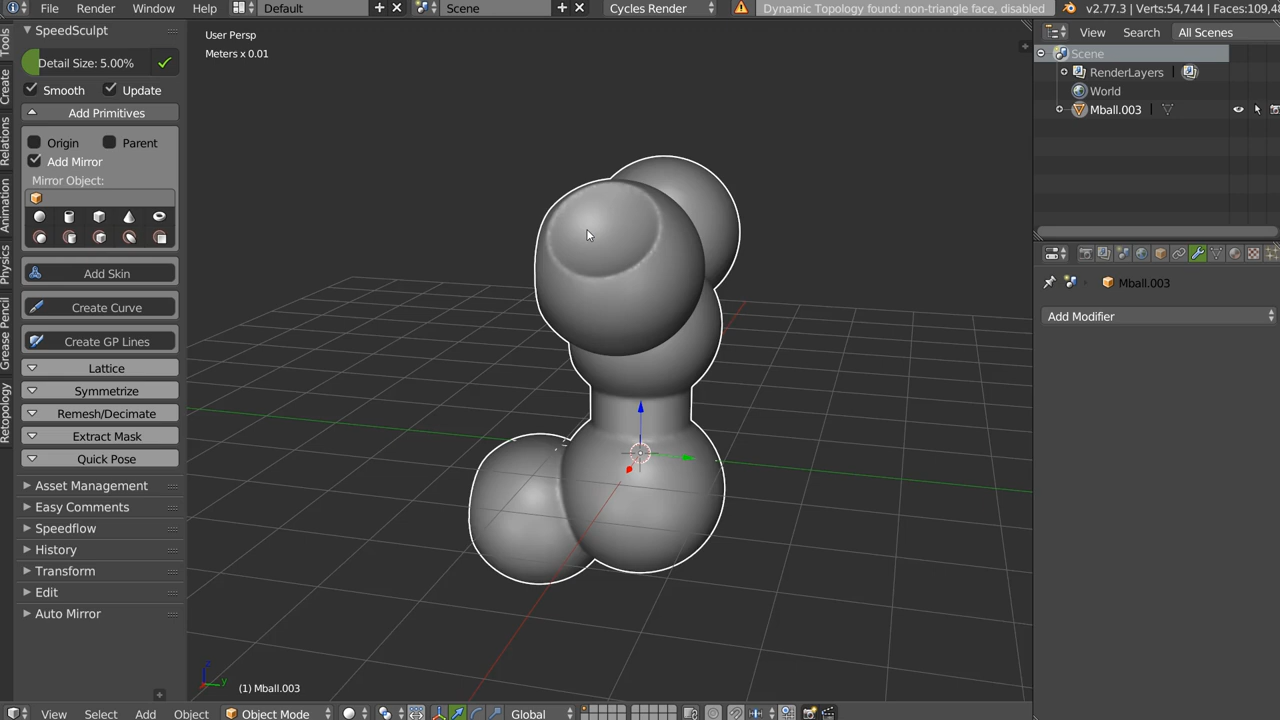 File Render Window Help Default Scene Cycles Render Dynamic Topology found: non-triangle face, disabled v2.77.3 | Verts:54,744 | Faces:109,4
View Search All Scenes
Scene
RenderLayers
World
Mball.003
Mball.003
Add Modifier
Tools
Create
Relations
Animation
Physics
Grease Pencil
Retopology
SpeedSculpt
Detail Size: 5.00%
Smooth Update
Add Primitives
Origin Parent
Add Mirror
Mirror Object:
Add Skin
Create Curve
Create GP Lines
Lattice
Symmetrize
Remesh/Decimate
Extract Mask
Quick Pose
Asset Management
Easy Comments
Speedflow
History
Transform
Edit
Auto Mirror
User Persp
Meters x 0.01
z
y
(1) Mball.003
View Select Add Object Object Mode Global